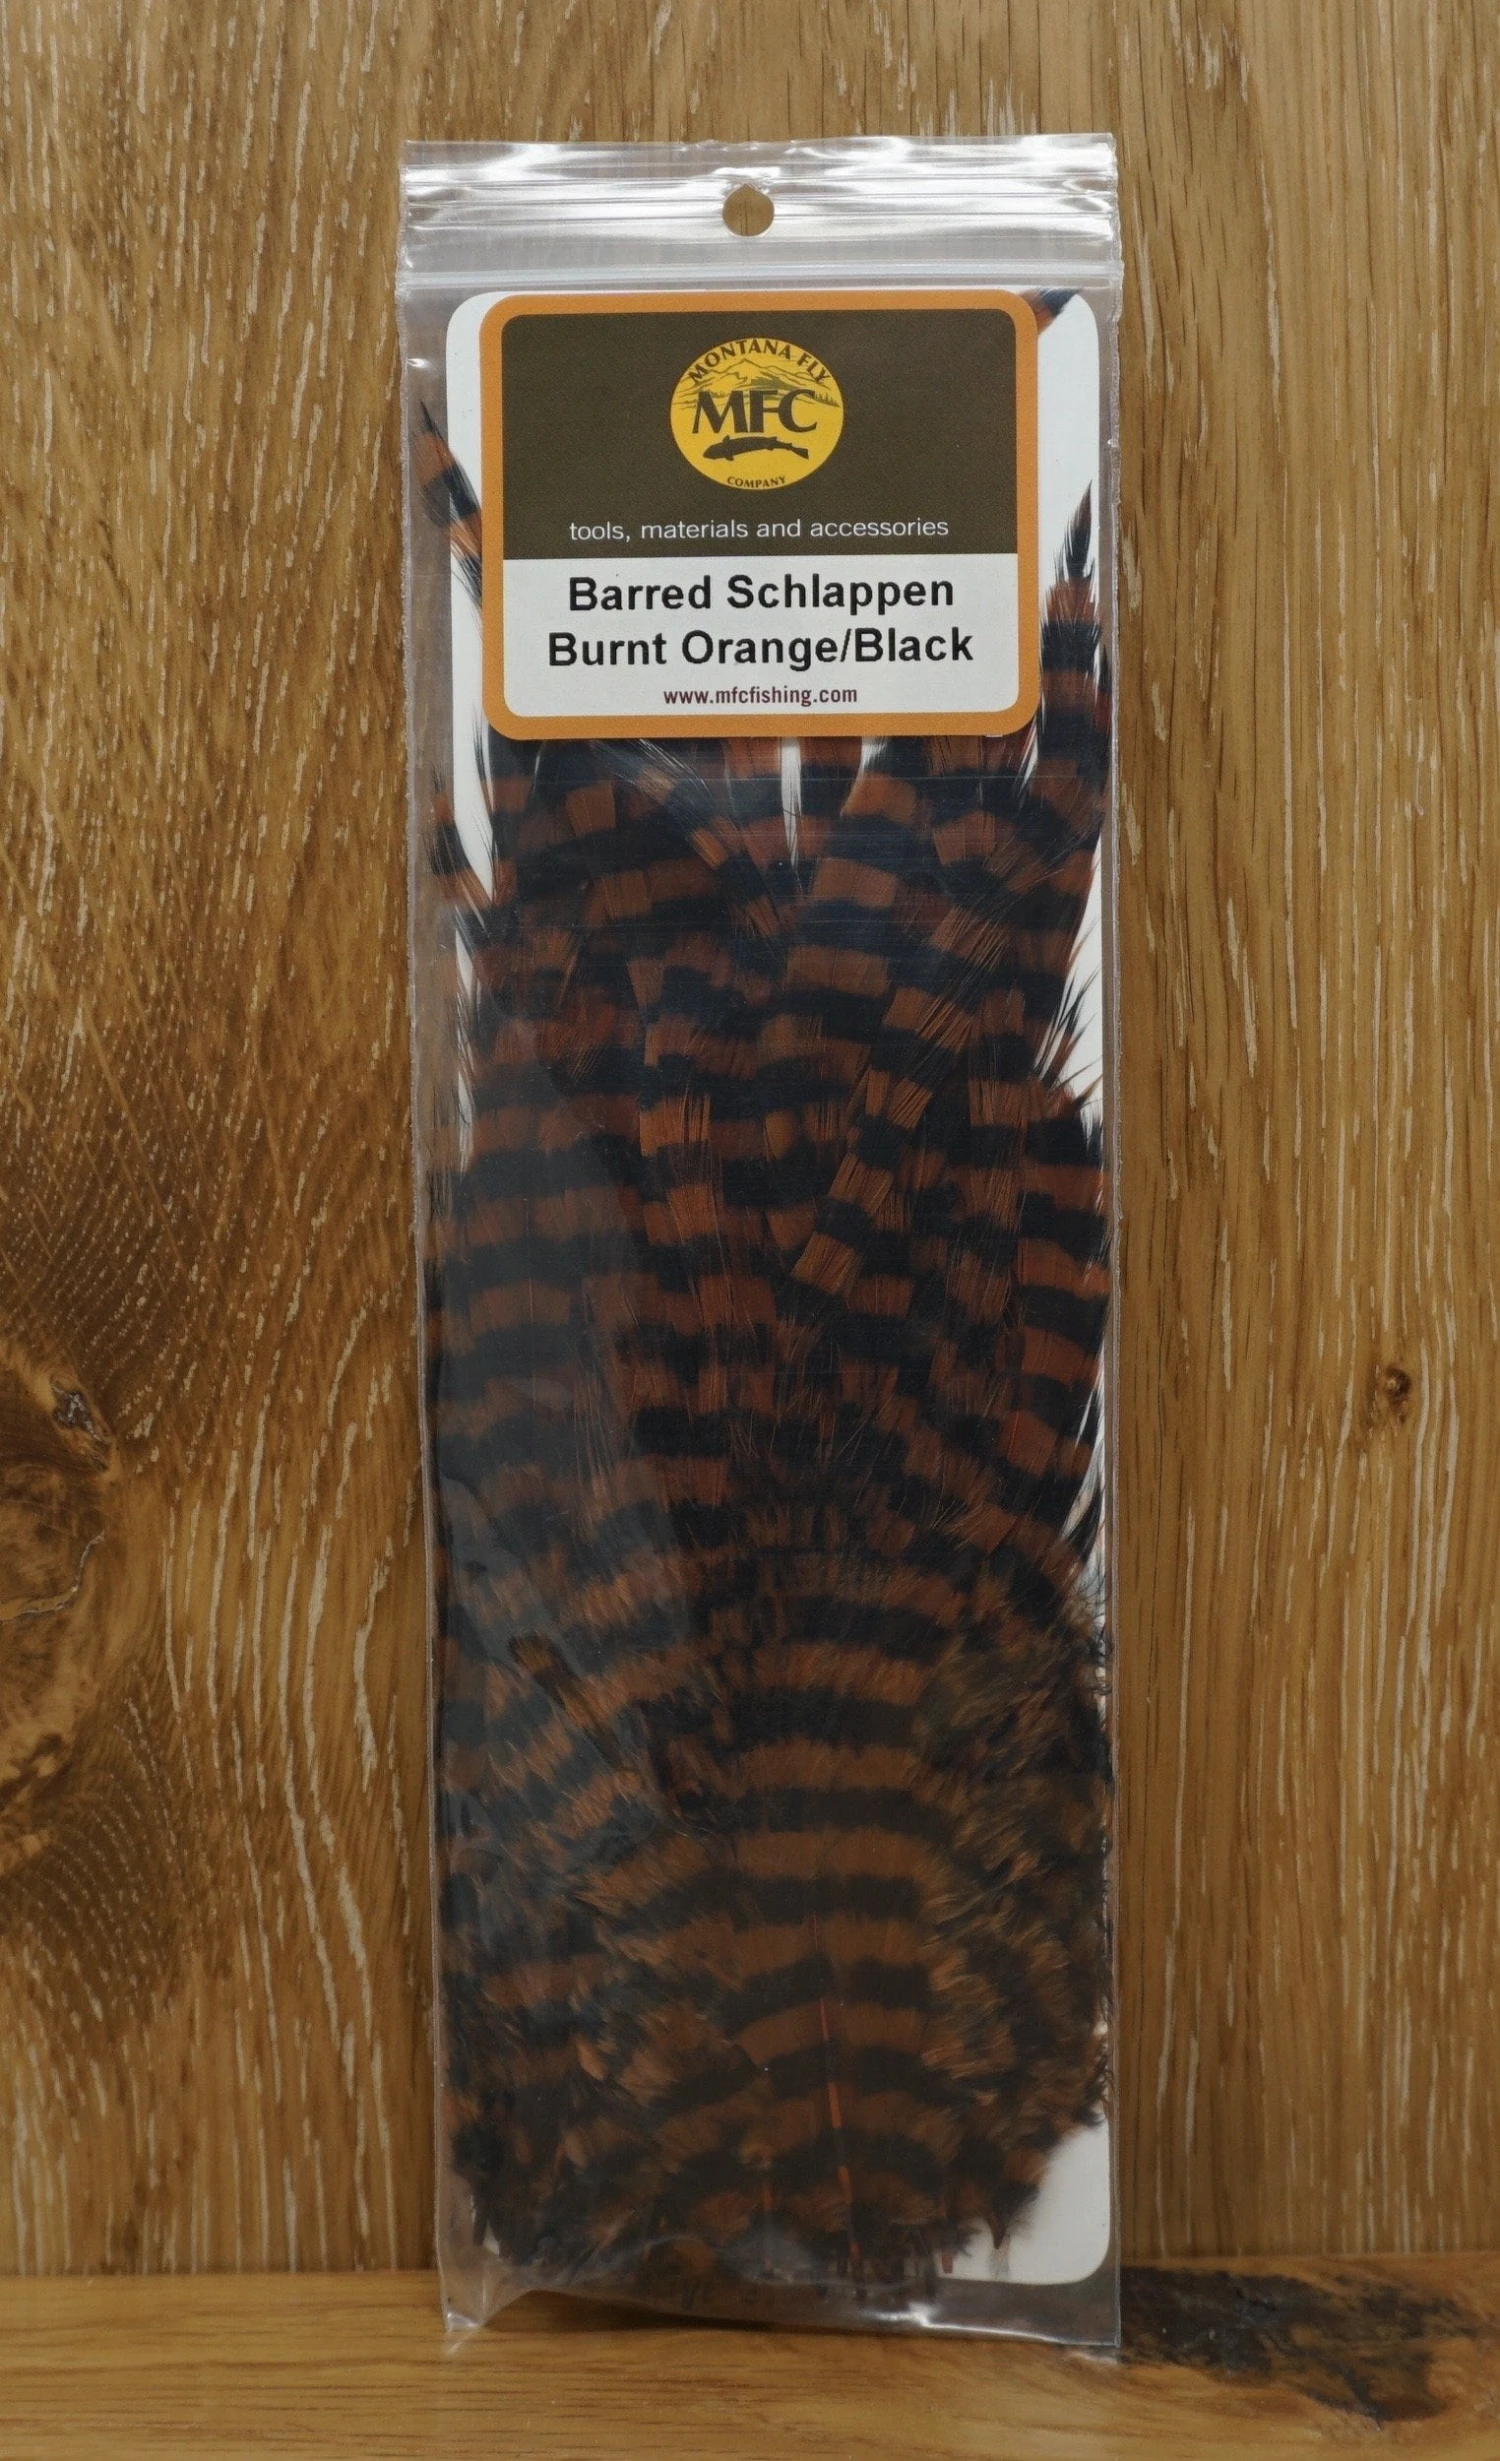 MONTANA FLY
MFC
COMPANY
tools, materials and accessories
Barred Schlappen
Burnt Orange/Black
www.mfcfishing.com